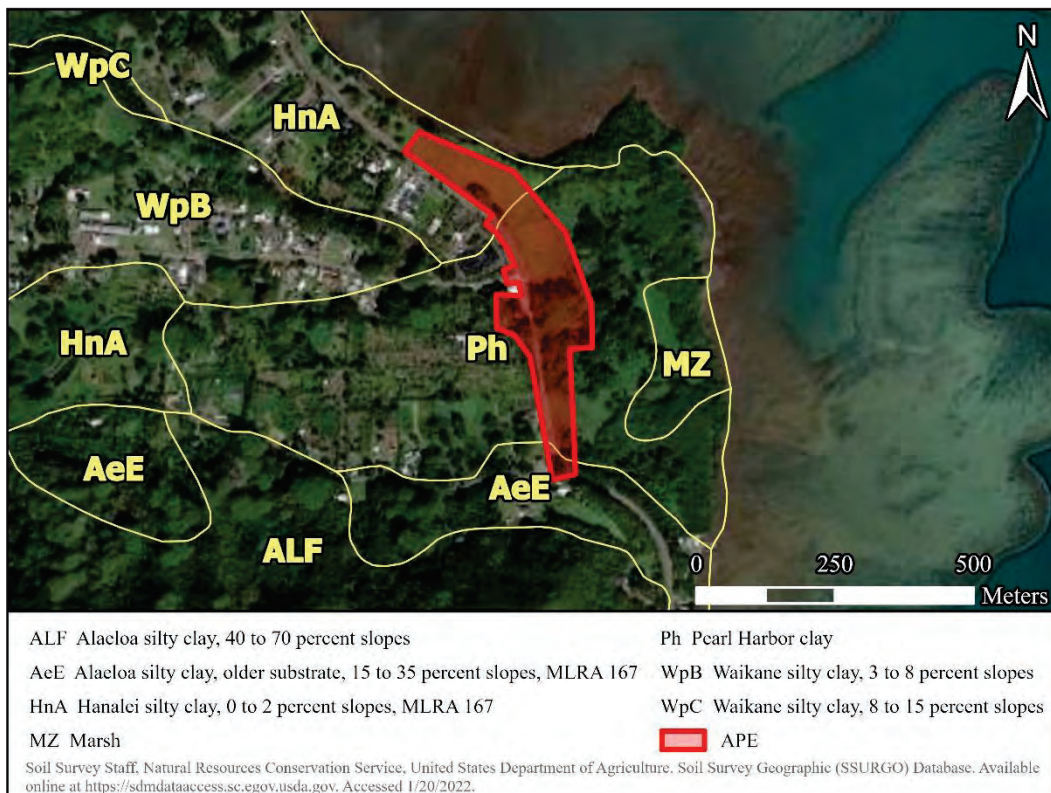 WpC
N
HnA
WpB
HnA
Ph
MZ
AeE
AeE
ALF
0 250 500
Meters
ALF Alaeloa silty clay, 40 to 70 percent slopes
AeE Alaeloa silty clay, older substrate, 15 to 35 percent slopes, MLRA 167
HnA Hanalei silty clay, 0 to 2 percent slopes, MLRA 167
MZ Marsh
Ph Pearl Harbor clay
WpB Waikane silty clay, 3 to 8 percent slopes
WpC Waikane silty clay, 8 to 15 percent slopes
APE
Soil Survey Staff, Natural Resources Conservation Service, United States Department of Agriculture. Soil Survey Geographic (SSURGO) Database. Available
online at https://sdmdataaccess.sc.egov.usda.gov. Accessed 1/20/2022.